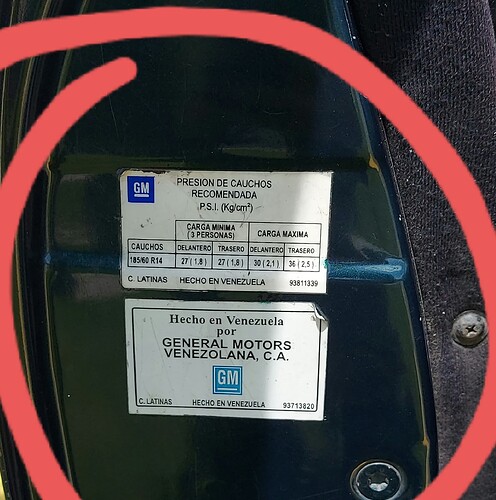 GM
PRESION DE CAUCHOS
RECOMENDADA
P.S.I. (Kg/cm²)
CARGA MINIMA
(3 PERSONAS)
CARGA MAXIMA
CAUCHOS DELANTERO TRASERO DELANTERO TRASERO
185/60 R14 27 (1,8) 27 (1,8) 30 (2,1) 36 (2,5)
C. LATINAS HECHO EN VENEZUELA 93811339
Hecho en Venezuela
por
GENERAL MOTORS
VENEZOLANA, C.A.
GM
C. LATINAS HECHO EN VENEZUELA 93713820